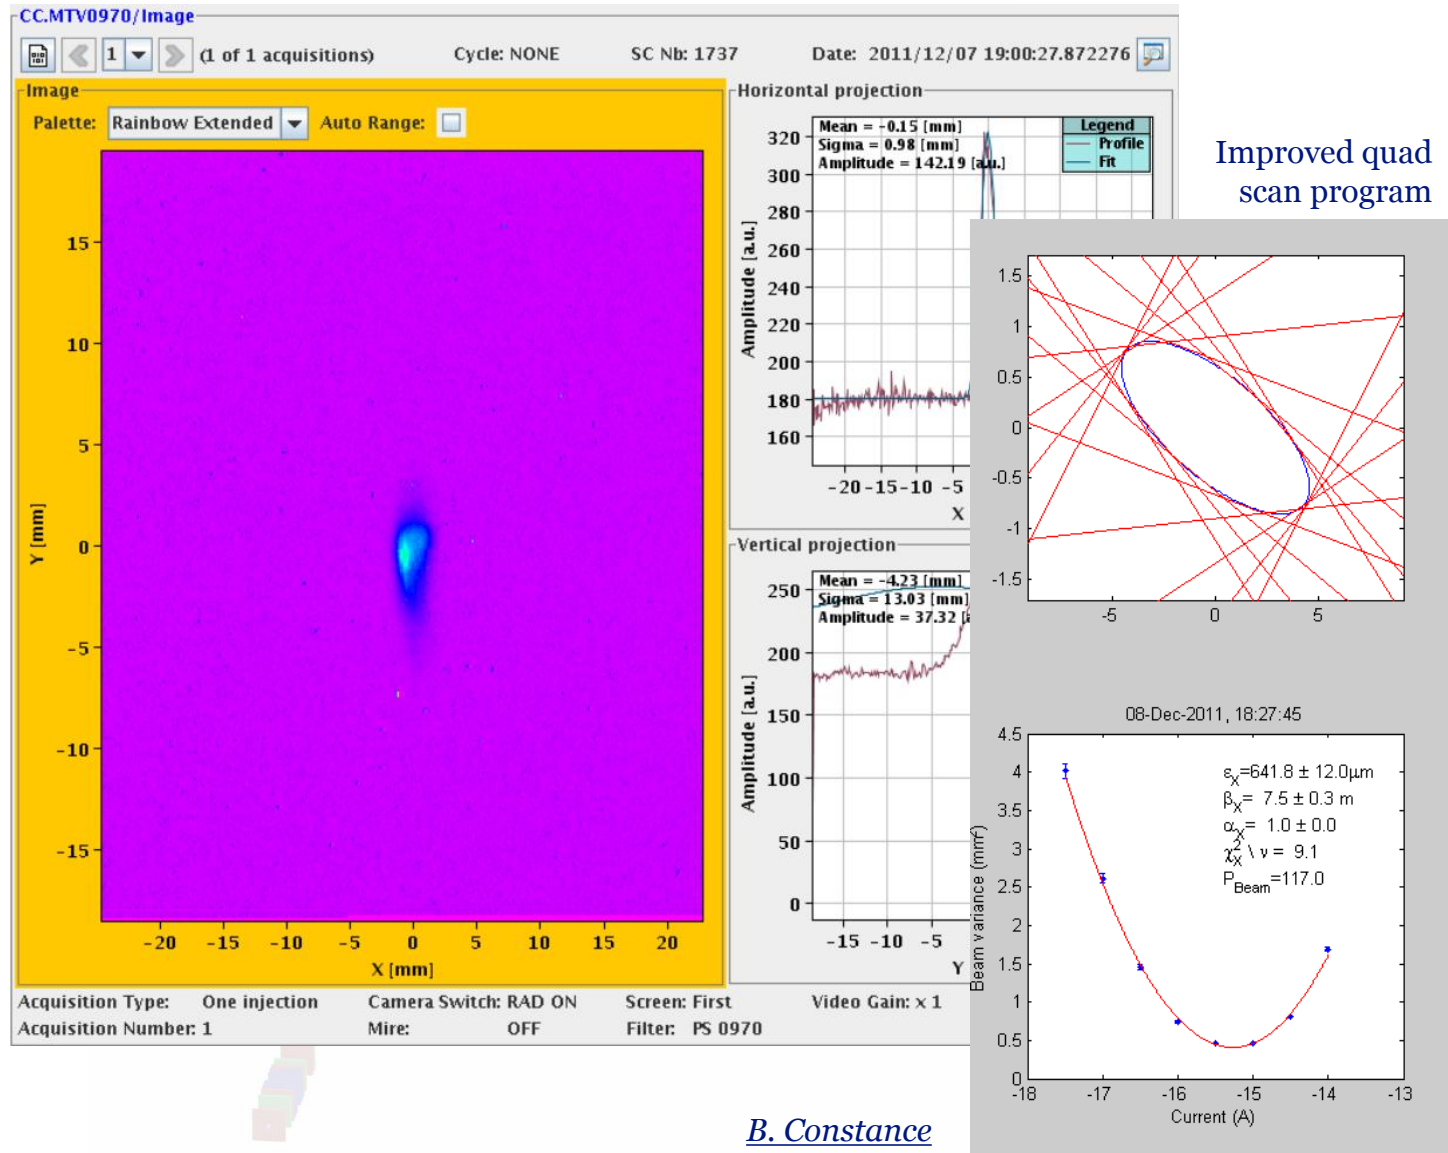 CC.MTV0970/Image
1 (1 of 1 acquisitions) Cycle: NONE SC Nb: 1737 Date: 2011/12/07 19:00:27.872276
Image
Palette: Rainbow Extended Auto Range:
15
10
5
0
-5
-10
-15
Y [mm]
-20 -15 -10 -5 0 5 10 15 20
X [mm]
Horizontal projection
Mean = -0.15 [mm]
Sigma = 0.98 [mm]
Amplitude = 142.19 [a.u.]
Legend
Profile
Fit
320
300
280
260
240
220
200
180
160
Amplitude [a.u.]
-20 -15 -10 -5
X
Vertical projection
Mean = -4.23 [mm]
Sigma = 13.03 [mm]
Amplitude = 37.32
250
200
150
100
50
0
Amplitude [a.u.]
-15 -10 -5
Y
Acquisition Type: One injection Camera Switch: RAD ON Screen: First Video Gain: x 1
Acquisition Number: 1 Mire: OFF Filter: PS 0970
Improved quad
scan program
1.5
1
0.5
0
-0.5
-1
-1.5
-5 0 5
08-Dec-2011, 18:27:45
εX=641.8 ± 12.0μm
βX= 7.5 ± 0.3 m
αX= 1.0 ± 0.0
χX2 \ ν = 9.1
PBeam=117.0
4.5
4
3.5
3
2.5
2
1.5
1
0.5
0
Beam variance (mm2)
-18 -17 -16 -15 -14 -13
Current (A)
B. Constance